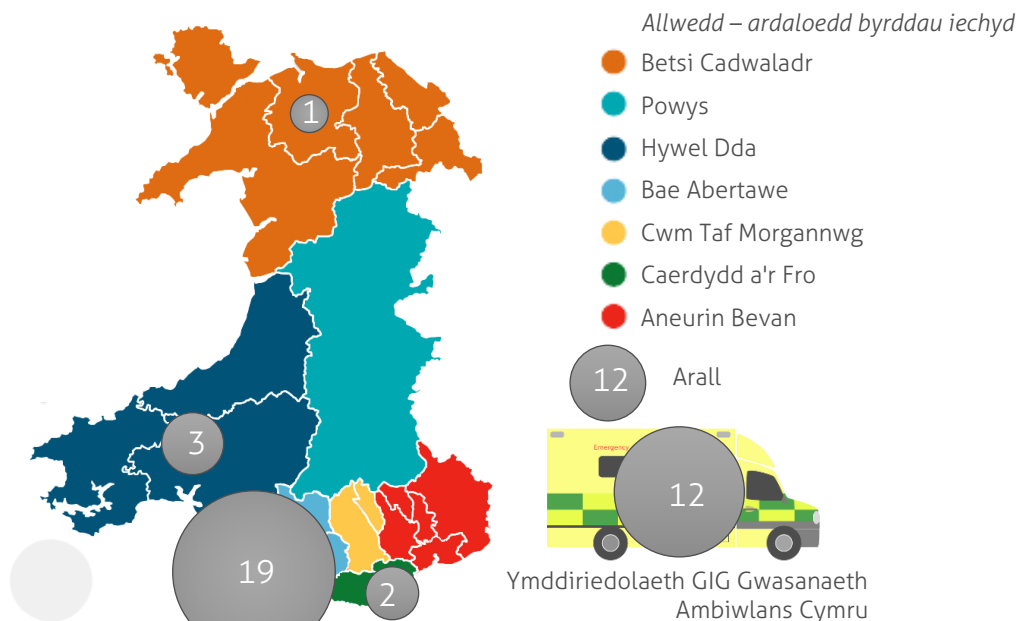 Allwedd – ardaloedd byrddau iechyd
Betsi Cadwaladr
Powys
Hywel Dda
Bae Abertawe
Cwm Taf Morgannwg
Caerdydd a'r Fro
Aneurin Bevan
12 Arall
1
3
19
2
Emergency
12
Ymddiriedolaeth GIG Gwasanaeth
Ambiwlans Cymru